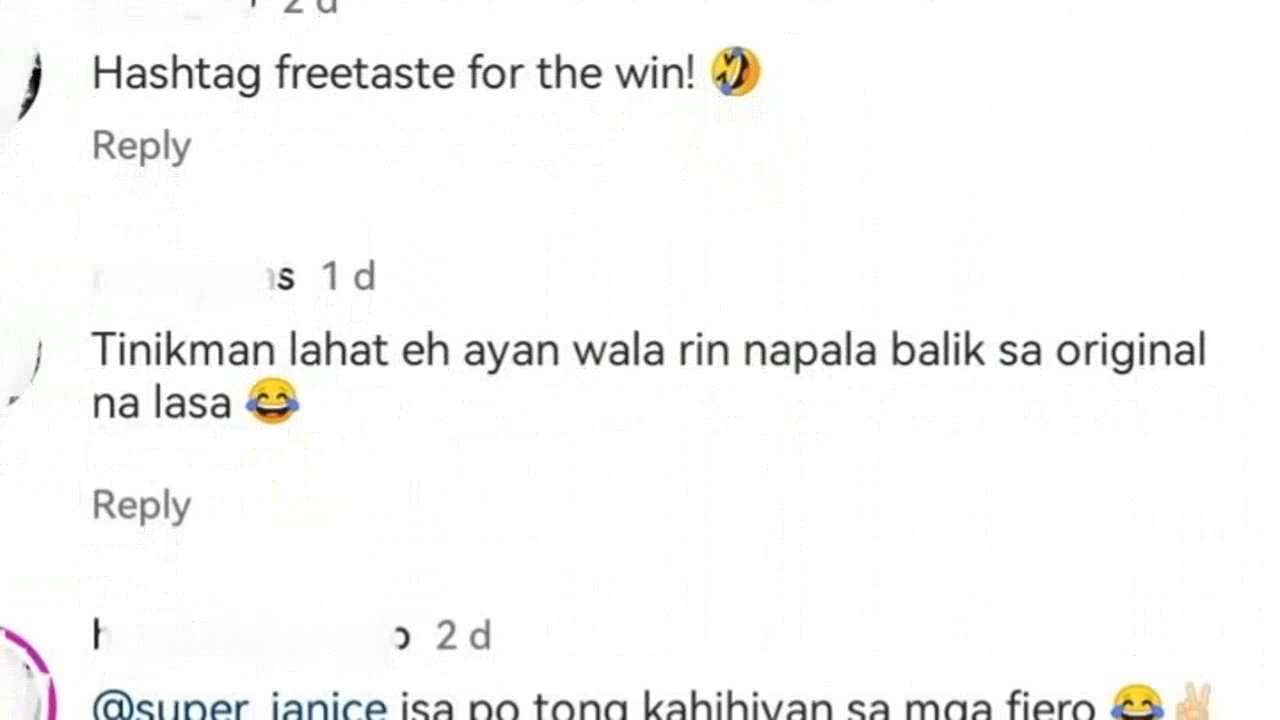 2 d
Hashtag freetaste for the win! 🤣
Reply
s 1 d
Tinikman lahat eh ayan wala rin napala balik sa original
na lasa 😂
Reply
2 d
@super_janice isa po tong kahihiyan sa mga fiero 😂✌🏻